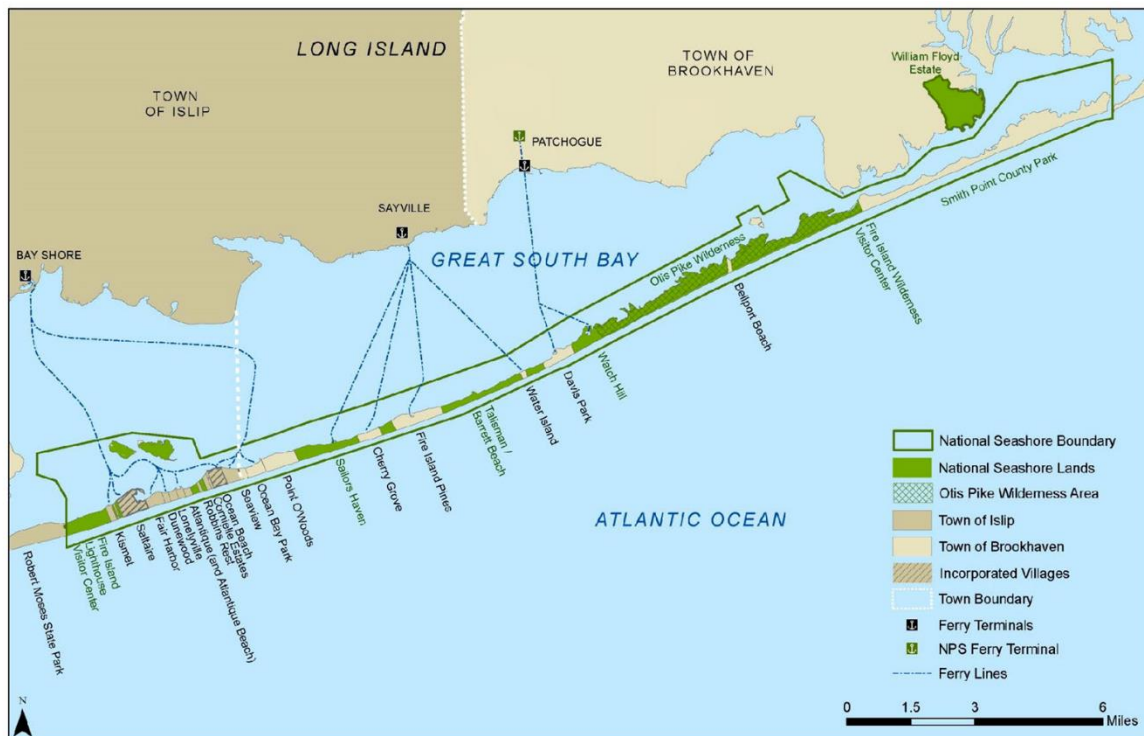 LONG ISLAND
TOWN
OF ISLIP
TOWN OF
BROOKHAVEN
William Floyd
Estate
PATCHOGUE
SAYVILLE
BAY SHORE
GREAT SOUTH BAY
Otis Pike Wilderness
Smith Point County Park
Fire Island Wilderness
Visitor Center
Bellport Beach
Watch Hill
Davis Park
Water Island
Talisman /
Barrett Beach
Fire Island Pines
Cherry Grove
Sailors Haven
Point O'Woods
Ocean Bay Park
Seaview
Ocean Beach
Corneille Estates
Robbins Rest
Atlantique (and Atlantique Beach)
Lonelyville
Dunewood
Fair Harbor
Saltaire
Kismet
Fire Island
Lighthouse
Visitor Center
Robert Moses State Park
ATLANTIC OCEAN
National Seashore Boundary
National Seashore Lands
Otis Pike Wilderness Area
Town of Islip
Town of Brookhaven
Incorporated Villages
Town Boundary
Ferry Terminals
NPS Ferry Terminal
Ferry Lines
N
0 1.5 3 6
Miles